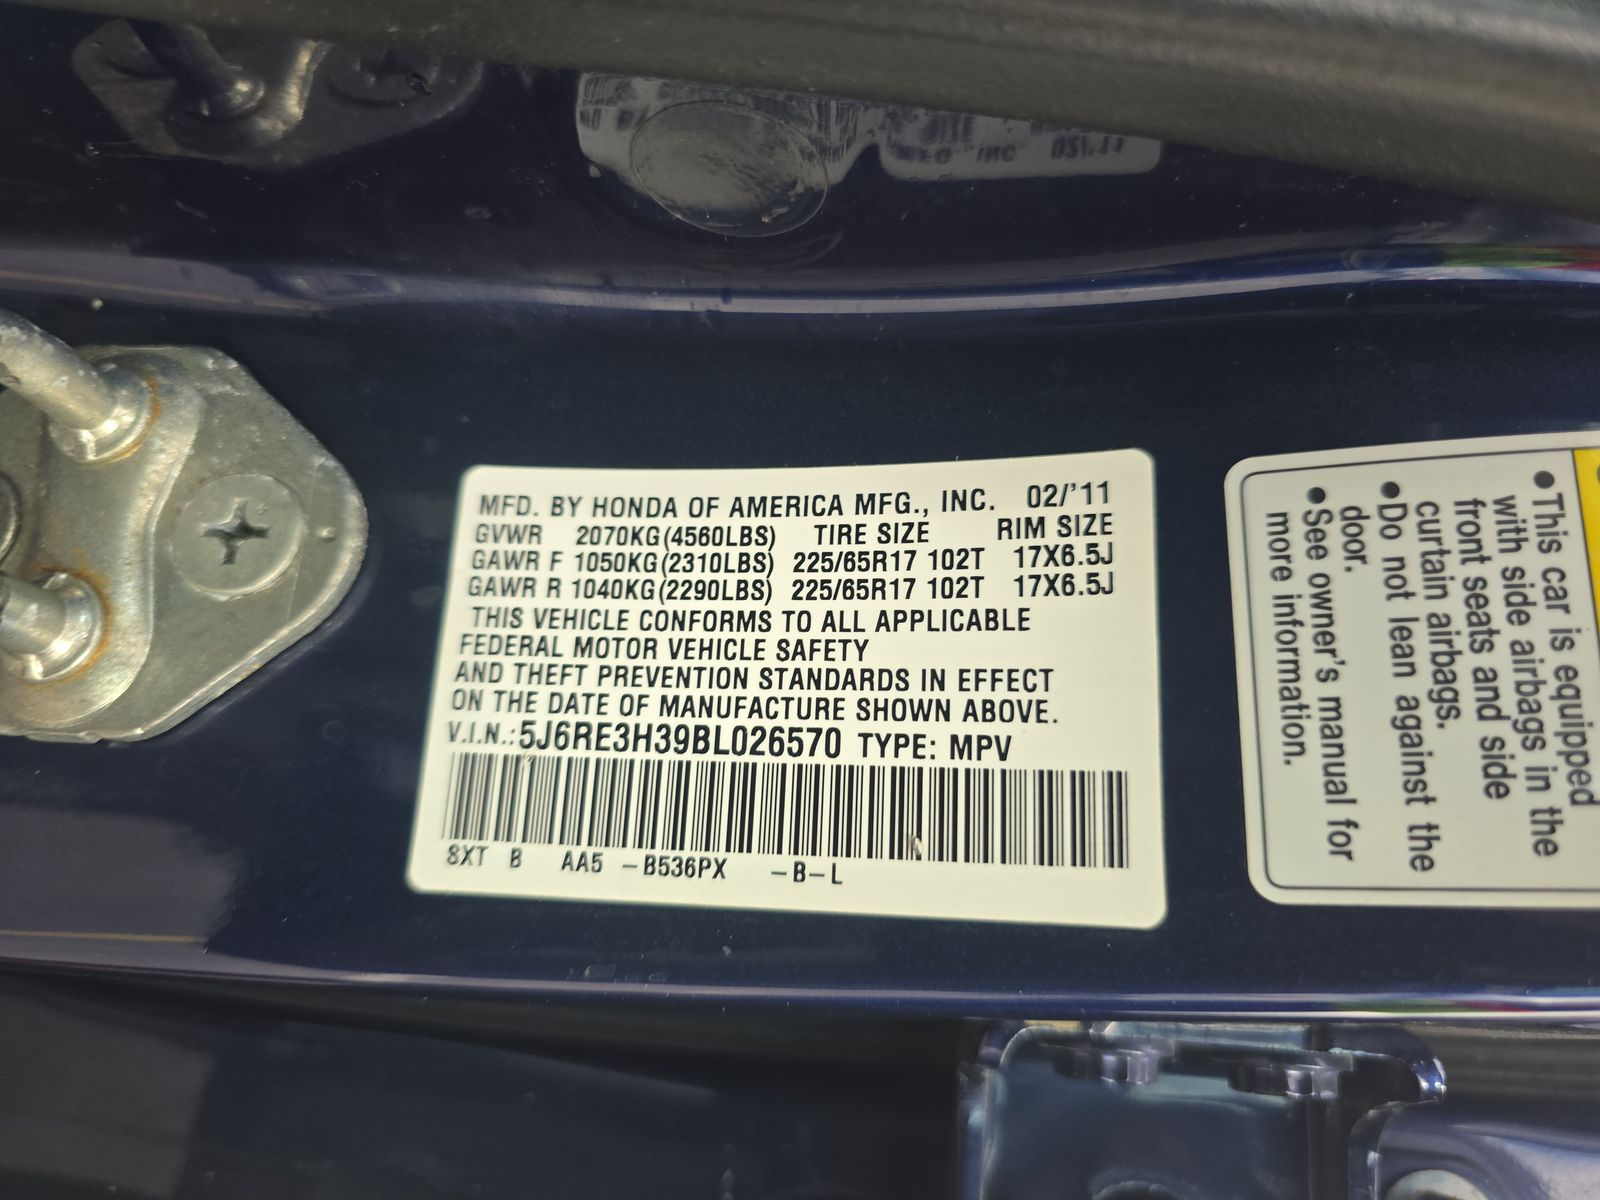 MFD. BY HONDA OF AMERICA MFG., INC. 02/'11
GVWR 2070KG(4560LBS) TIRE SIZE RIM SIZE
GAWR F 1050KG(2310LBS) 225/65R17 102T 17X6.5J
GAWR R 1040KG(2290LBS) 225/65R17 102T 17X6.5J
THIS VEHICLE CONFORMS TO ALL APPLICABLE
FEDERAL MOTOR VEHICLE SAFETY
AND THEFT PREVENTION STANDARDS IN EFFECT
ON THE DATE OF MANUFACTURE SHOWN ABOVE.
V.I.N.: 5J6RE3H39BL026570 TYPE: MPV
SXT B AA5 -B536PX -B-L
•This car is equipped
with side airbags in the
front seats and side
curtain airbags.
•Do not lean against the
door.
•See owner's manual for
more information.